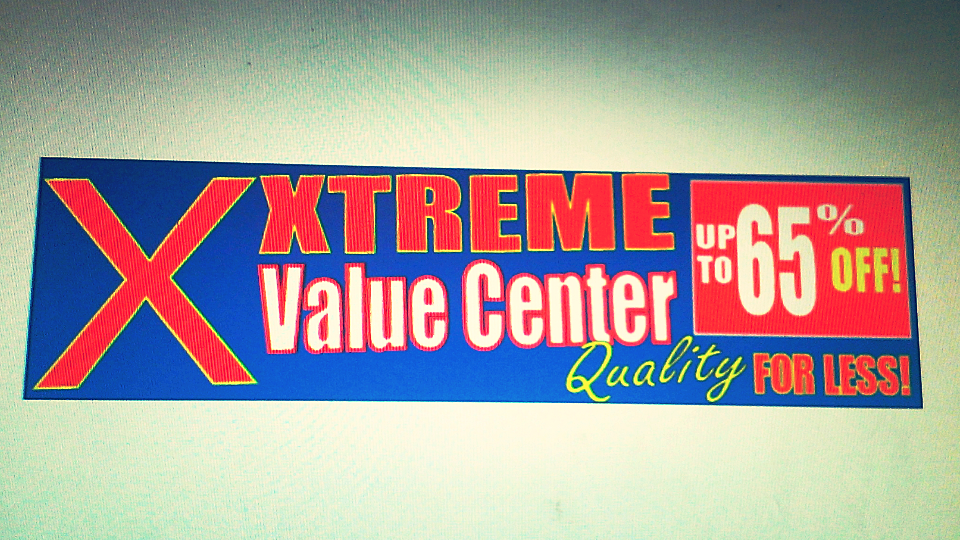 X
XTREME
Value Center
Quality FOR LESS!
UP TO 65% OFF!